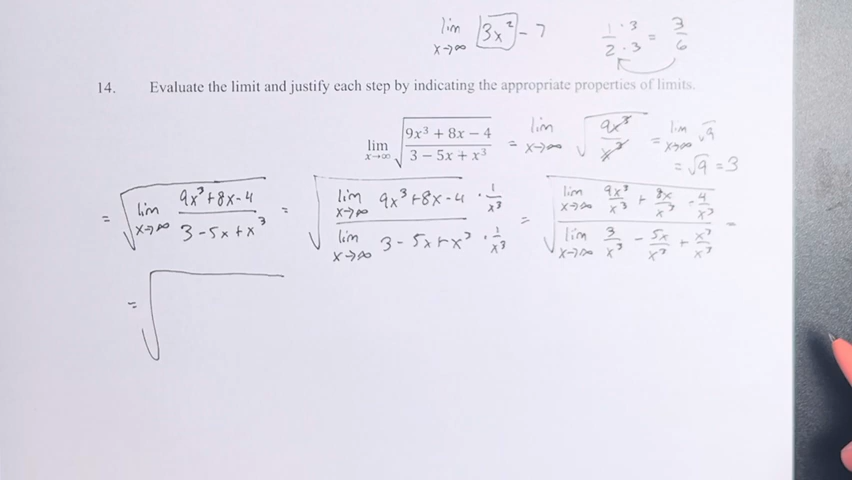 lim x→∞ 3x² - 7
1/2 · 3/3 = 3/6
14. Evaluate the limit and justify each step by indicating the appropriate properties of limits.
lim x→∞ √((9x³ + 8x − 4)/(3 − 5x + x³)) = lim x→∞ √(9x³/x³) = lim x→∞ √9
= √9 = 3
= √(lim x→∞ (9x³+8x-4)/(3-5x+x³)) = √((lim x→∞ 9x³+8x-4 · 1/x³)/(lim x→∞ 3-5x+x³ · 1/x³)) = √((lim x→∞ 9x³/x³ + 8x/x³ - 4/x³)/(lim x→∞ 3/x³ - 5x/x³ + x³/x³)) =
= √